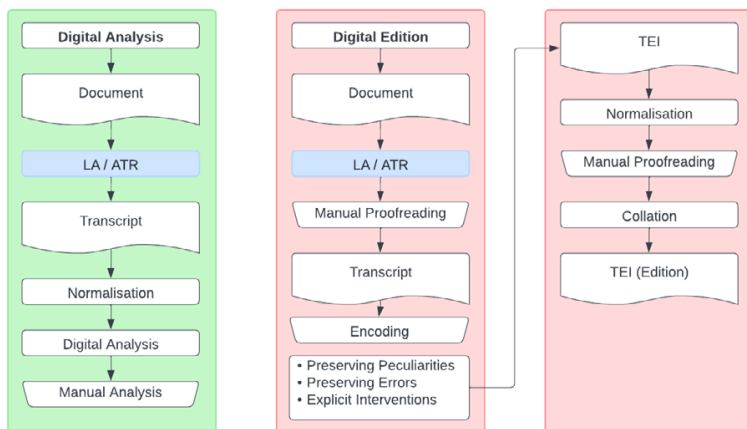 Digital Analysis
Document
LA / ATR
Transcript
Normalisation
Digital Analysis
Manual Analysis
Digital Edition
Document
LA / ATR
Manual Proofreading
Transcript
Encoding
• Preserving Peculiarities
• Preserving Errors
• Explicit Interventions
TEI
Normalisation
Manual Proofreading
Collation
TEI (Edition)